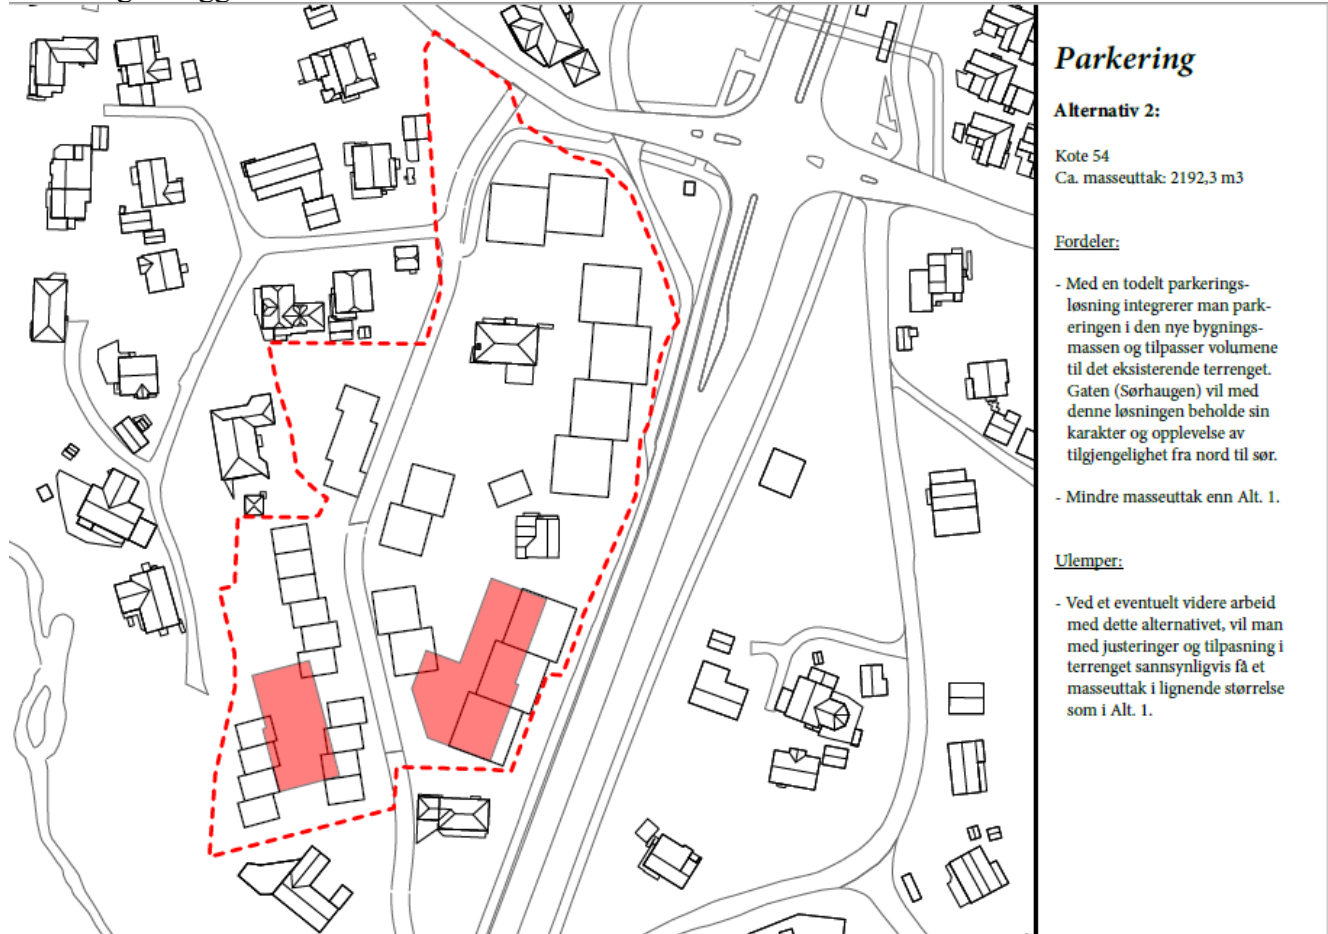 Parkering
Alternativ 2:
Kote 54
Ca. masseuttak: 2192,3 m3
Fordeler:
- Med en todelt parkerings-
løsning integrerer man park-
eringen i den nye bygnings-
massen og tilpasser volumene
til det eksisterende terrenget.
Gaten (Sørhaugen) vil med
denne løsningen beholde sin
karakter og opplevelse av
tilgjengelighet fra nord til sør.
- Mindre masseuttak enn Alt. 1.
Ulemper:
- Ved et eventuelt videre arbeid
med dette alternativet, vil man
med justeringer og tilpasning i
terrenget sannsynligvis få et
masseuttak i lignende størrelse
som i Alt. 1.